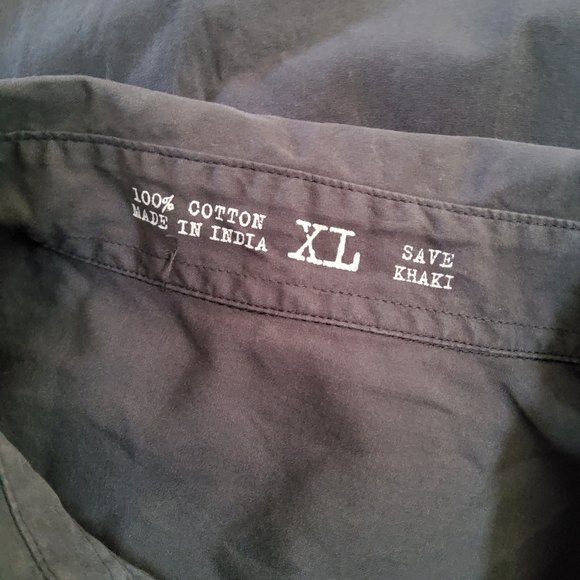 100% COTTON
MADE IN INDIA
XL
SAVE
KHAKI